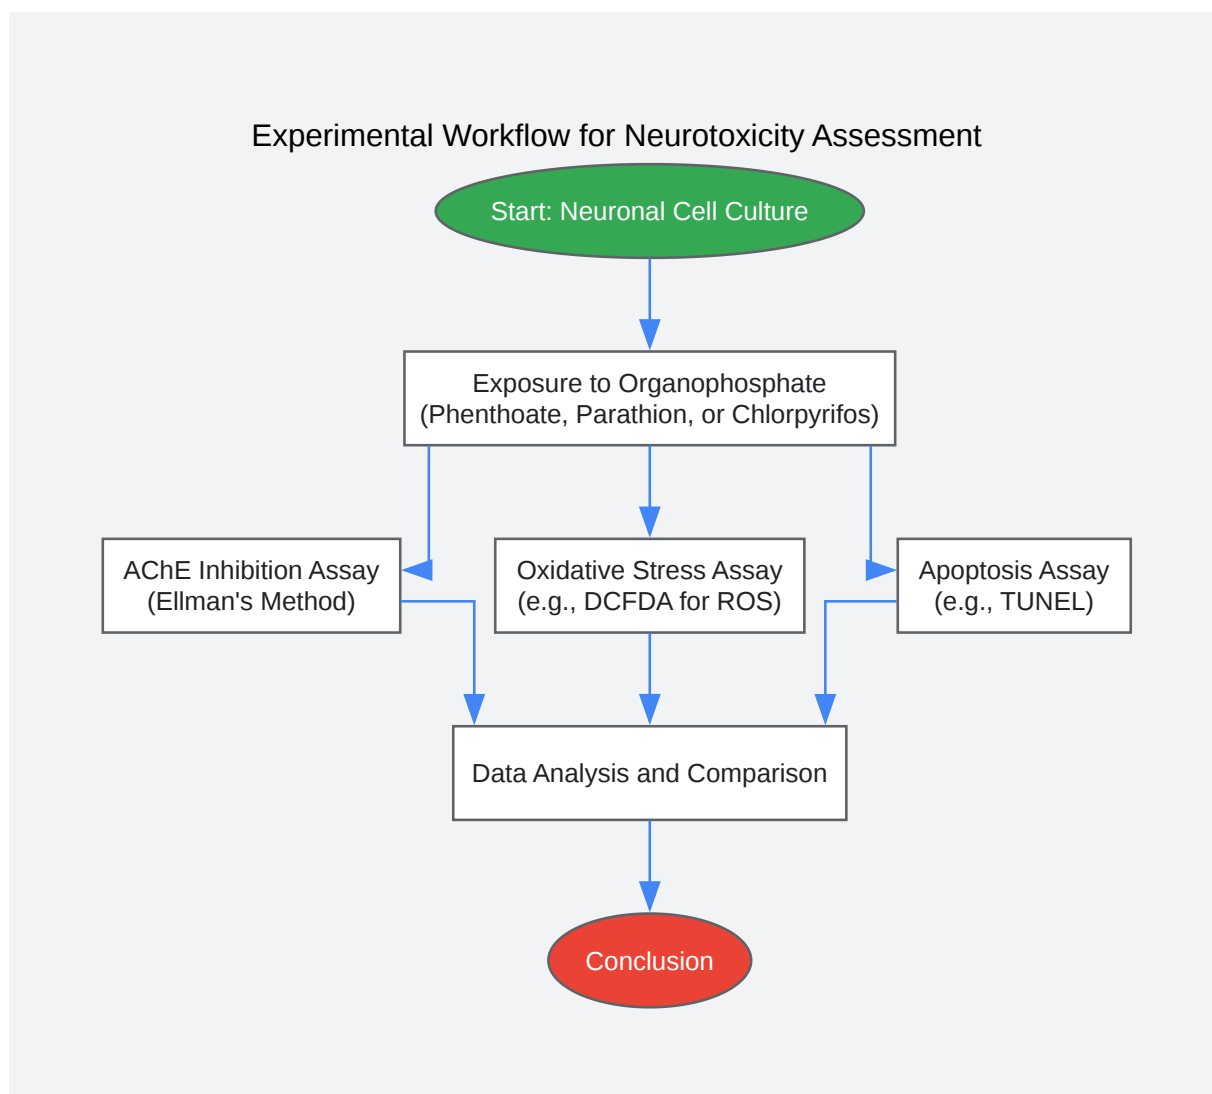 Experimental Workflow for Neurotoxicity Assessment
Start: Neuronal Cell Culture
Exposure to Organophosphate
(Phenthoate, Parathion, or Chlorpyrifos)
AChE Inhibition Assay
(Ellman's Method)
Oxidative Stress Assay
(e.g., DCFDA for ROS)
Apoptosis Assay
(e.g., TUNEL)
Data Analysis and Comparison
Conclusion